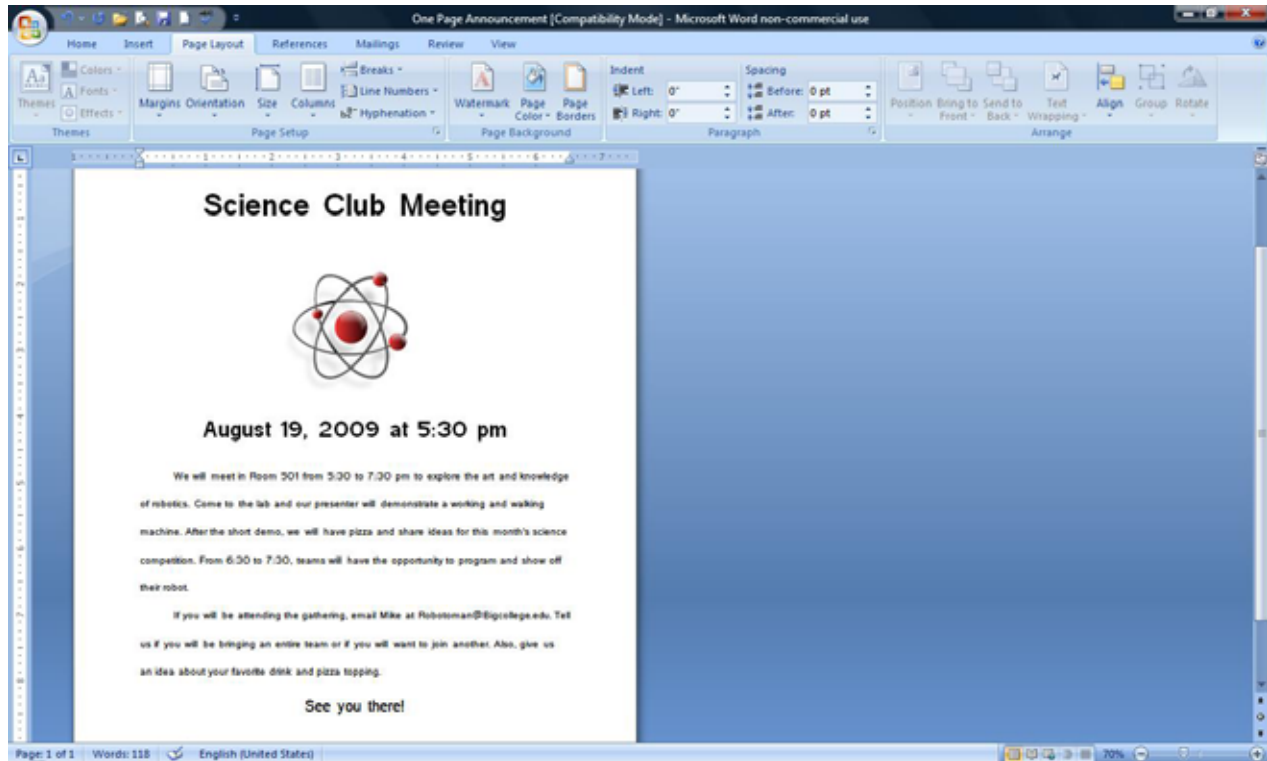 One Page Announcement [Compatibility Mode] - Microsoft Word non-commercial use
Home Insert Page Layout References Mailings Review View
Themes
Colors
Fonts
Effects
Themes
Margins Orientation Size Columns
Breaks
Line Numbers
Hyphenation
Page Setup
Watermark Page Color Page Borders
Page Background
Indent
Left: 0"
Right: 0"
Spacing
Before: 0 pt
After: 0 pt
Paragraph
Position Bring to Front Send to Back Text Wrapping Align Group Rotate
Arrange
Science Club Meeting
August 19, 2009 at 5:30 pm
We will meet in Room 501 from 5:30 to 7:30 pm to explore the art and knowledge
of robotics. Come to the lab and our presenter will demonstrate a working and walking
machine. After the short demo, we will have pizza and share ideas for this month's science
competition. From 6:30 to 7:30, teams will have the opportunity to program and show off
their robot.
If you will be attending the gathering, email Mike at Robotoman@Bigcollege.edu. Tell
us if you will be bringing an entire team or if you will want to join another. Also, give us
an idea about your favorite drink and pizza topping.
See you there!
Page: 1 of 1 Words: 118 English (United States) 70%